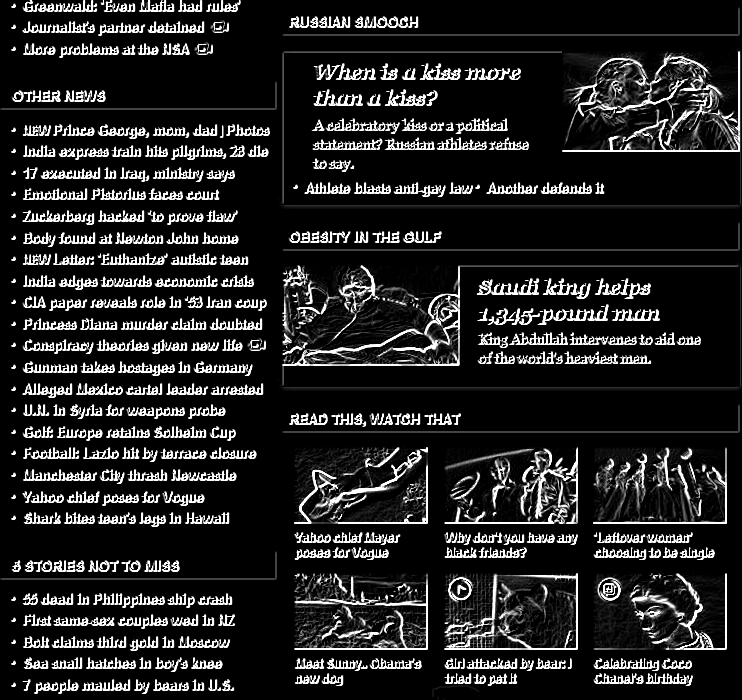 Greenwald: 'Even Mafia had rules'
Journalist's partner detained
More problems at the NSA
OTHER NEWS
NEW Prince George, mom, dad | Photos
India express train hits pilgrims, 23 die
17 executed in Iraq, ministry says
Emotional Pistorius faces court
Zuckerberg hacked 'to prove flaw'
Body found at Newton John home
NEW Letter: 'Euthanize' autistic teen
India edges towards economic crisis
CIA paper reveals role in '53 Iran coup
Princess Diana murder claim doubted
Conspiracy theories given new life
Gunman takes hostages in Germany
Alleged Mexico cartel leader arrested
U.N. in Syria for weapons probe
Golf: Europe retains Solheim Cup
Football: Lazio hit by terrace closure
Manchester City thrash Newcastle
Yahoo chief poses for Vogue
Shark bites teen's legs in Hawaii
5 STORIES NOT TO MISS
55 dead in Philippines ship crash
First same-sex couples wed in NZ
Bolt claims third gold in Moscow
Sea snail hatches in boy's knee
7 people mauled by bears in U.S.
RUSSIAN SMOOCH
When is a kiss more
than a kiss?
A celebratory kiss or a political
statement? Russian athletes refuse
to say.
Athlete blasts anti-gay law • Another defends it
OBESITY IN THE GULF
Saudi king helps
1,345-pound man
King Abdullah intervenes to aid one
of the world's heaviest men.
READ THIS, WATCH THAT
Yahoo chief Mayer
poses for Vogue
Why don't you have any
black friends?
'Leftover women'
choosing to be single
Meet Sunny.. Obama's
new dog
Girl attacked by bear: I
tried to pet it
Celebrating Coco
Chanel's birthday